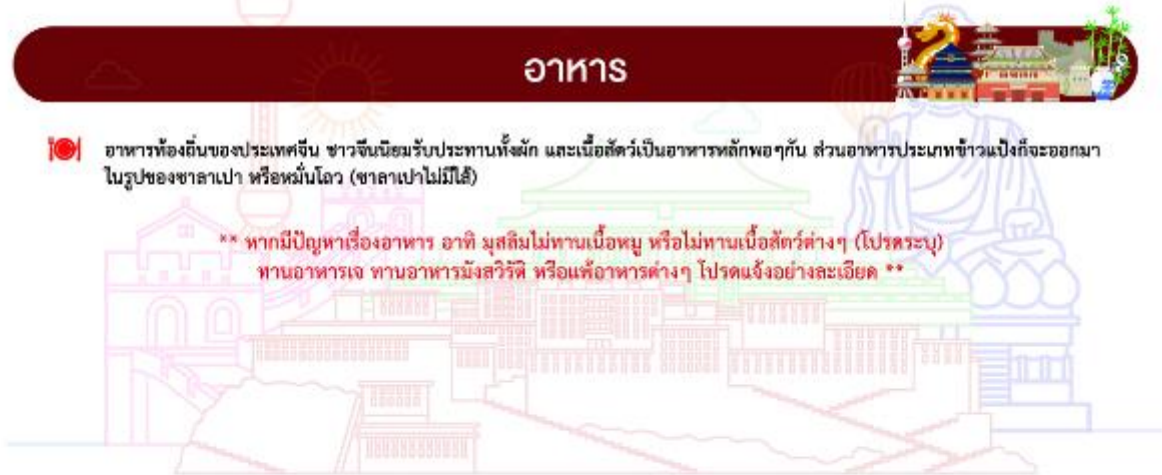 อาหาร
อาหารท้องถิ่นของประเทศจีน ชาวจีนนิยมรับประทานทั้งผัก และเนื้อสัตว์เป็นอาหารหลักพอๆกัน ส่วนอาหารประเภทข้าวแป้งก็จะออกมา
ในรูปของซาลาเปา หรือหมั่นโถว (ซาลาเปาไม่มีไส้)
** หากมีปัญหาเรื่องอาหาร อาทิ มุสลิมไม่ทานเนื้อหมู หรือไม่ทานเนื้อสัตว์ต่างๆ (โปรดระบุ)
ทานอาหารเจ ทานอาหารมังสวิรัติ หรือแพ้อาหารต่างๆ โปรดแจ้งอย่างละเอียด **